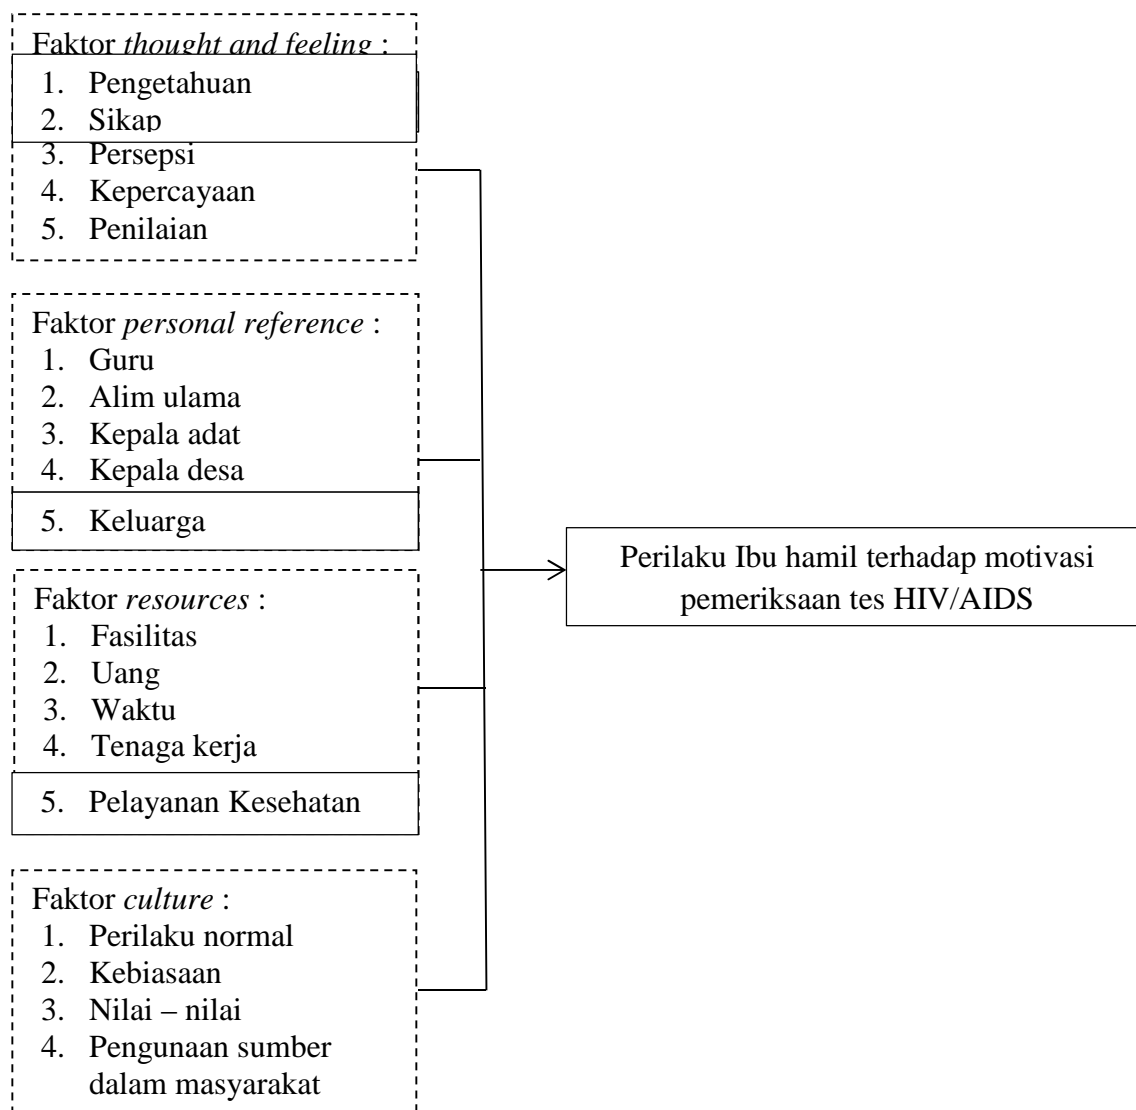 Faktor thought and feeling :
1. Pengetahuan
2. Sikap
3. Persepsi
4. Kepercayaan
5. Penilaian
Faktor personal reference :
1. Guru
2. Alim ulama
3. Kepala adat
4. Kepala desa
5. Keluarga
Faktor resources :
1. Fasilitas
2. Uang
3. Waktu
4. Tenaga kerja
5. Pelayanan Kesehatan
Faktor culture :
1. Perilaku normal
2. Kebiasaan
3. Nilai – nilai
4. Pengunaan sumber
dalam masyarakat
Perilaku Ibu hamil terhadap motivasi
pemeriksaan tes HIV/AIDS